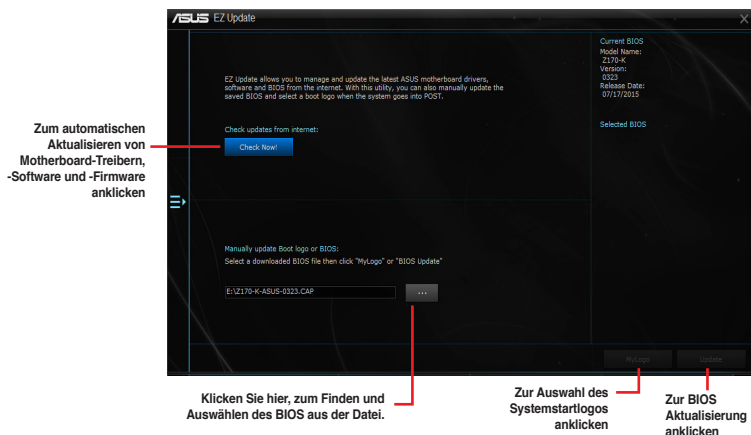 ASUS EZ Update
X
Current BIOS
Model Name:
Z170-K
Version:
0323
Release Date:
07/17/2015
Selected BIOS
EZ Update allows you to manage and update the latest ASUS motherboard drivers,
software and BIOS from the internet. With this utility, you can also manually update the
saved BIOS and select a boot logo when the system goes into POST.
Check updates from internet:
Check Now!
Zum automatischen
Aktualisieren von
Motherboard-Treibern,
-Software und -Firmware
anklicken
Manually update Boot logo or BIOS:
Select a downloaded BIOS file then click "MyLogo" or "BIOS Update"
E:\Z170-K-ASUS-0323.CAP
...
MyLogo
Update
Klicken Sie hier, zum Finden und
Auswählen des BIOS aus der Datei.
Zur Auswahl des
Systemstartlogos
anklicken
Zur BIOS
Aktualisierung
anklicken